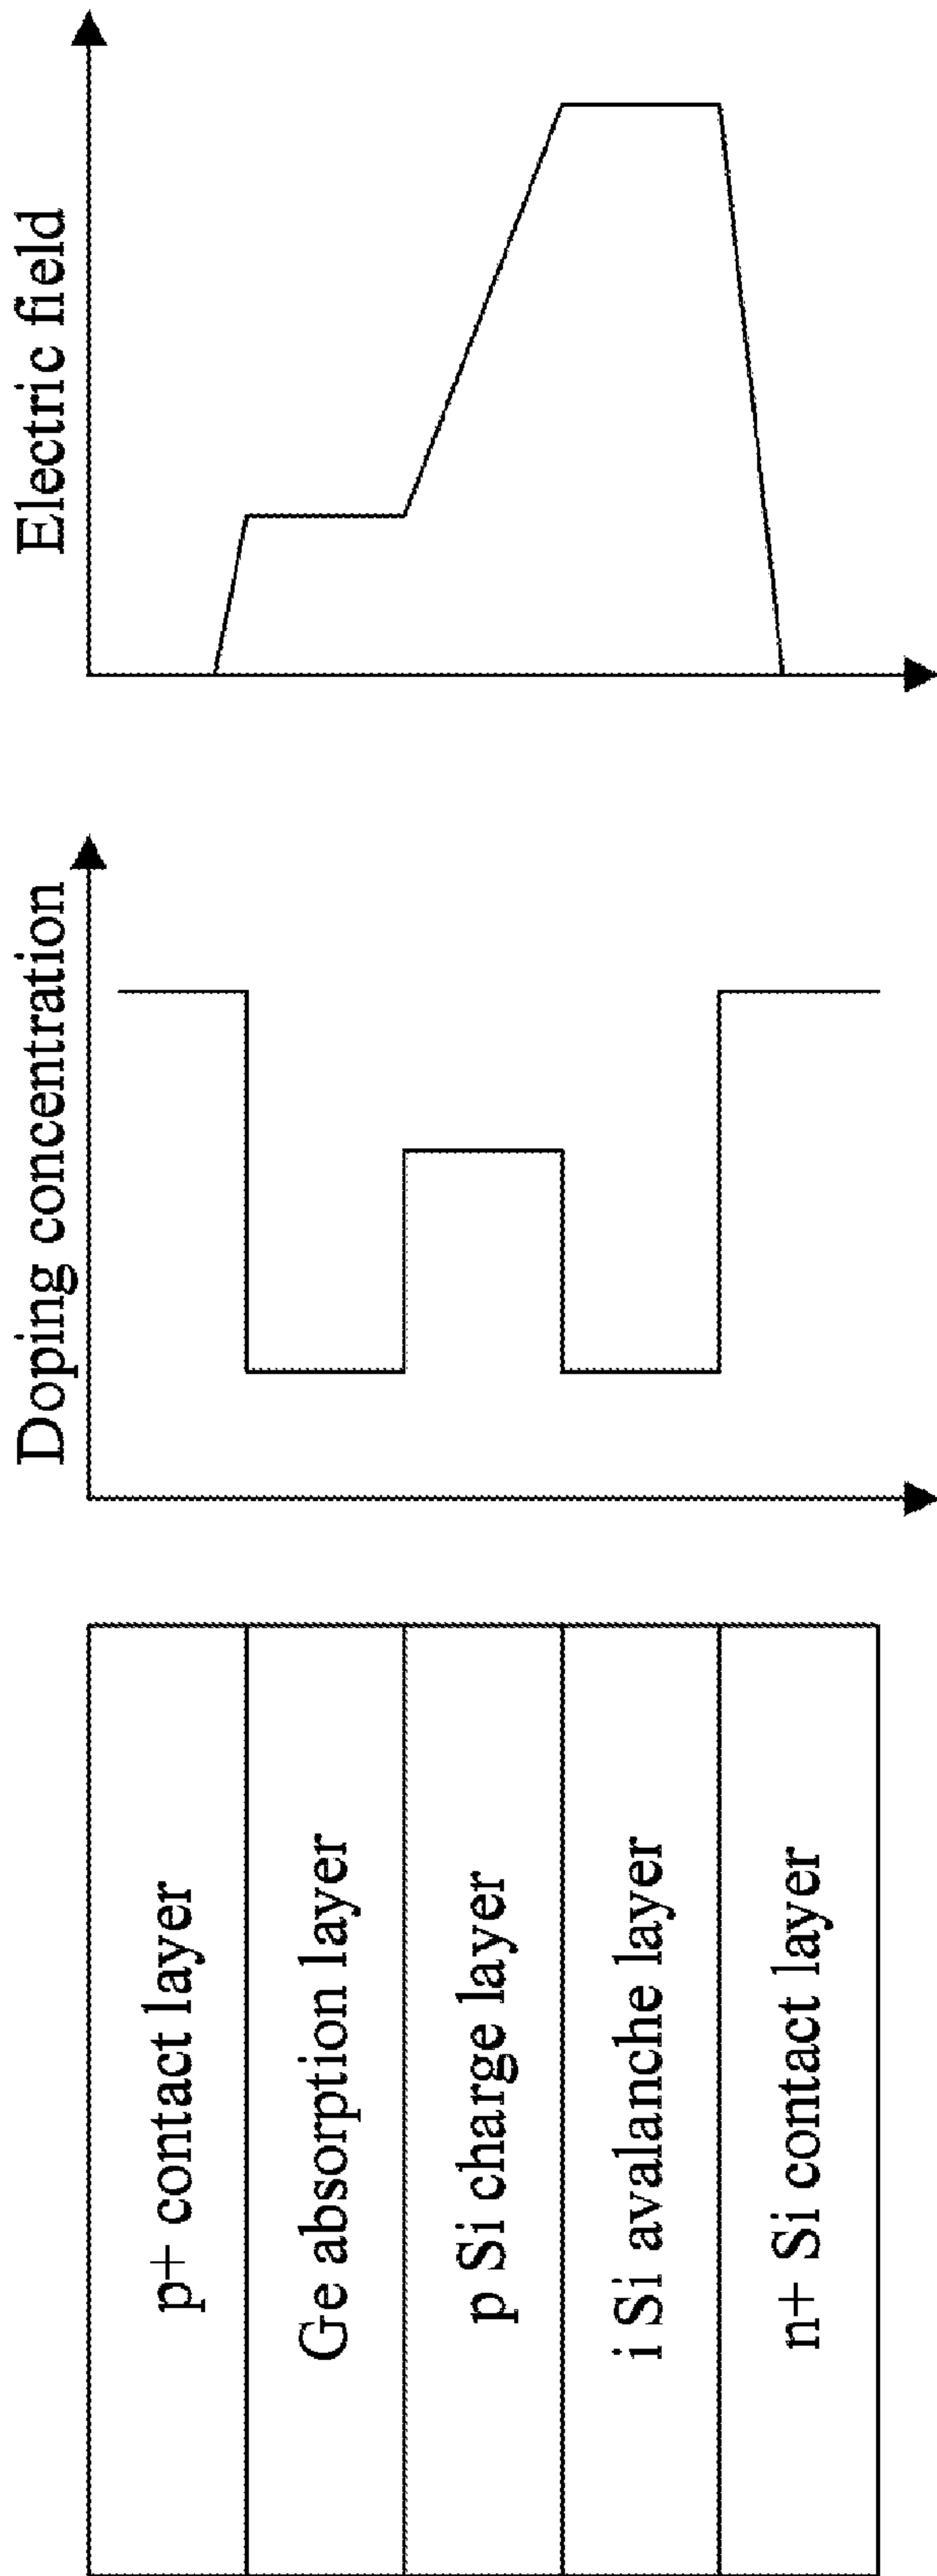 p+ contact layer
Ge absorption layer
p Si charge layer
i Si avalanche layer
n+ Si contact layer
Doping concentration
Electric field